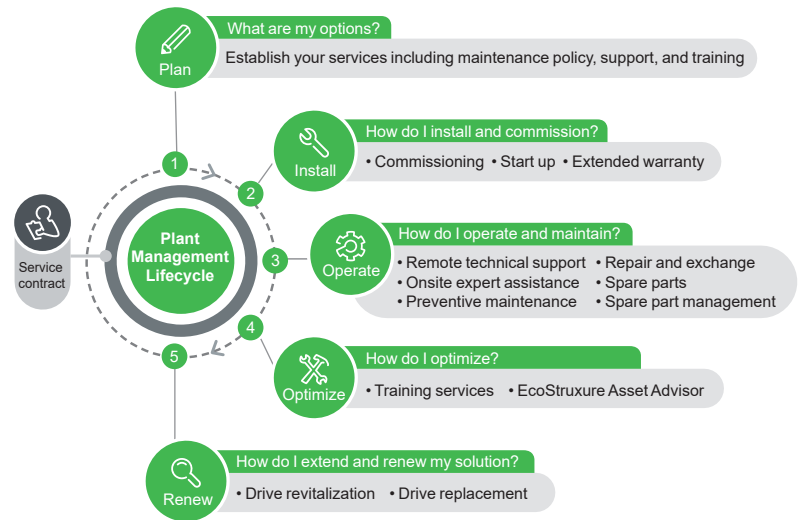 What are my options?
Plan
Establish your services including maintenance policy, support, and training
1
How do I install and commission?
Install
• Commissioning • Start up • Extended warranty
2
Plant
Management
Lifecycle
Service
contract
3
How do I operate and maintain?
Operate
• Remote technical support • Repair and exchange
• Onsite expert assistance • Spare parts
• Preventive maintenance • Spare part management
4
How do I optimize?
Optimize
• Training services • EcoStruxure Asset Advisor
5
How do I extend and renew my solution?
Renew
• Drive revitalization • Drive replacement